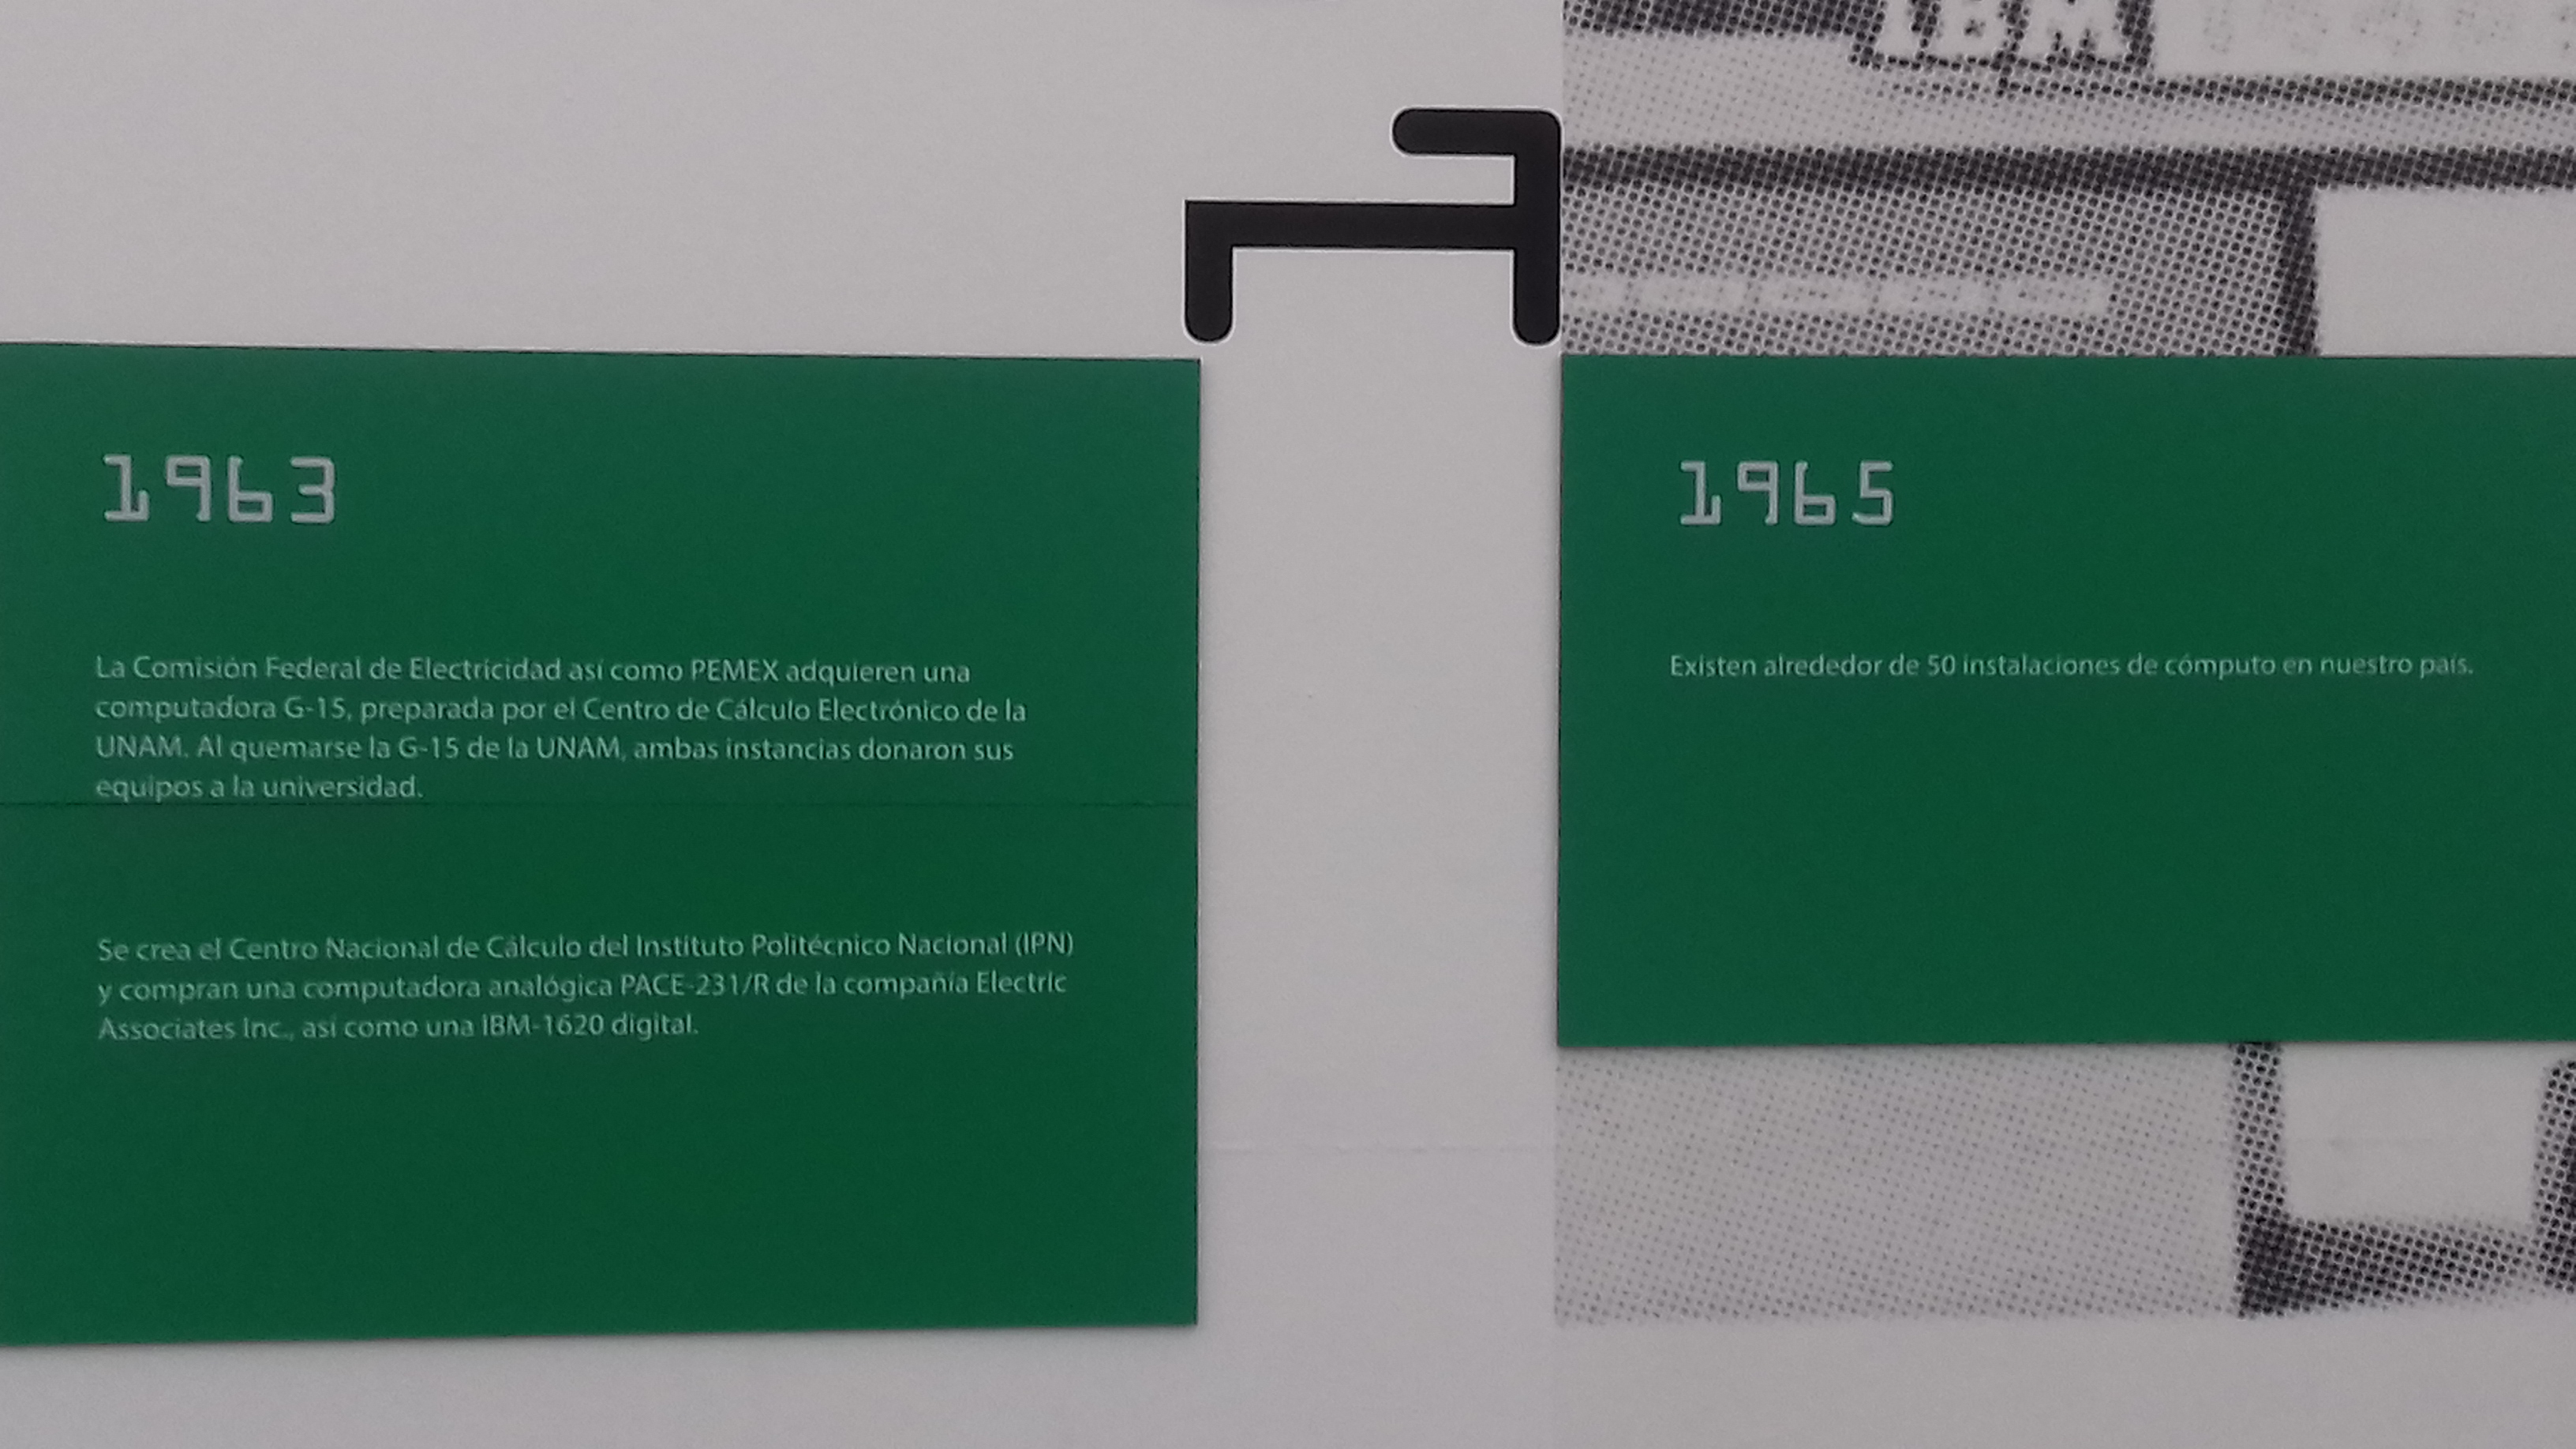 IBM
1963
La Comisión Federal de Electricidad así como PEMEX adquieren una
computadora G-15, preparada por el Centro de Cálculo Electrónico de la
UNAM. Al quemarse la G-15 de la UNAM, ambas instancias donaron sus
equipos a la universidad.
Se crea el Centro Nacional de Cálculo del Instituto Politécnico Nacional (IPN)
y compran una computadora analógica PACE-231/R de la compañía Electric
Associates Inc., así como una IBM-1620 digital.
1965
Existen alrededor de 50 instalaciones de cómputo en nuestro país.